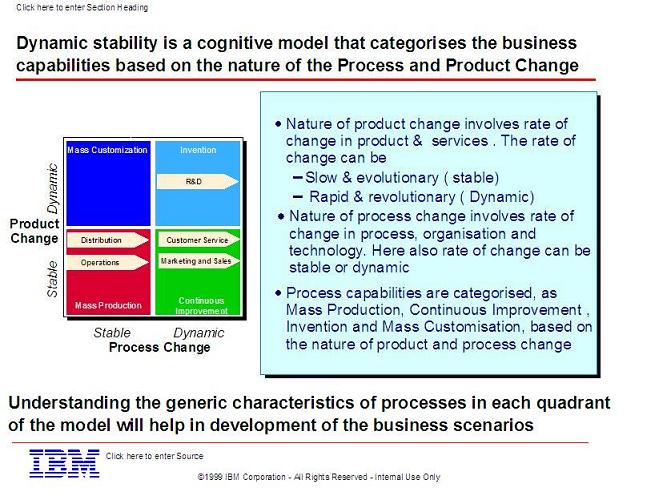 Click here to enter Section Heading
Dynamic stability is a cognitive model that categorises the business
capabilities based on the nature of the Process and Product Change
Mass Customization
Invention
R&D
Dynamic
Product
Change
Stable
Distribution
Customer Service
Operations
Marketing and Sales
Mass Production
Continuous
Improvement
Stable
Dynamic
Process Change
• Nature of product change involves rate of
change in product & services . The rate of
change can be
– Slow & evolutionary ( stable)
– Rapid & revolutionary ( Dynamic)
• Nature of process change involves rate of
change in process, organisation and
technology. Here also rate of change can be
stable or dynamic
• Process capabilities are categorised, as
Mass Production, Continuous Improvement ,
Invention and Mass Customisation, based on
the nature of product and process change
Understanding the generic characteristics of processes in each quadrant
of the model will help in development of the business scenarios
IBM
Click here to enter Source
©1999 IBM Corporation - All Rights Reserved - Internal Use Only